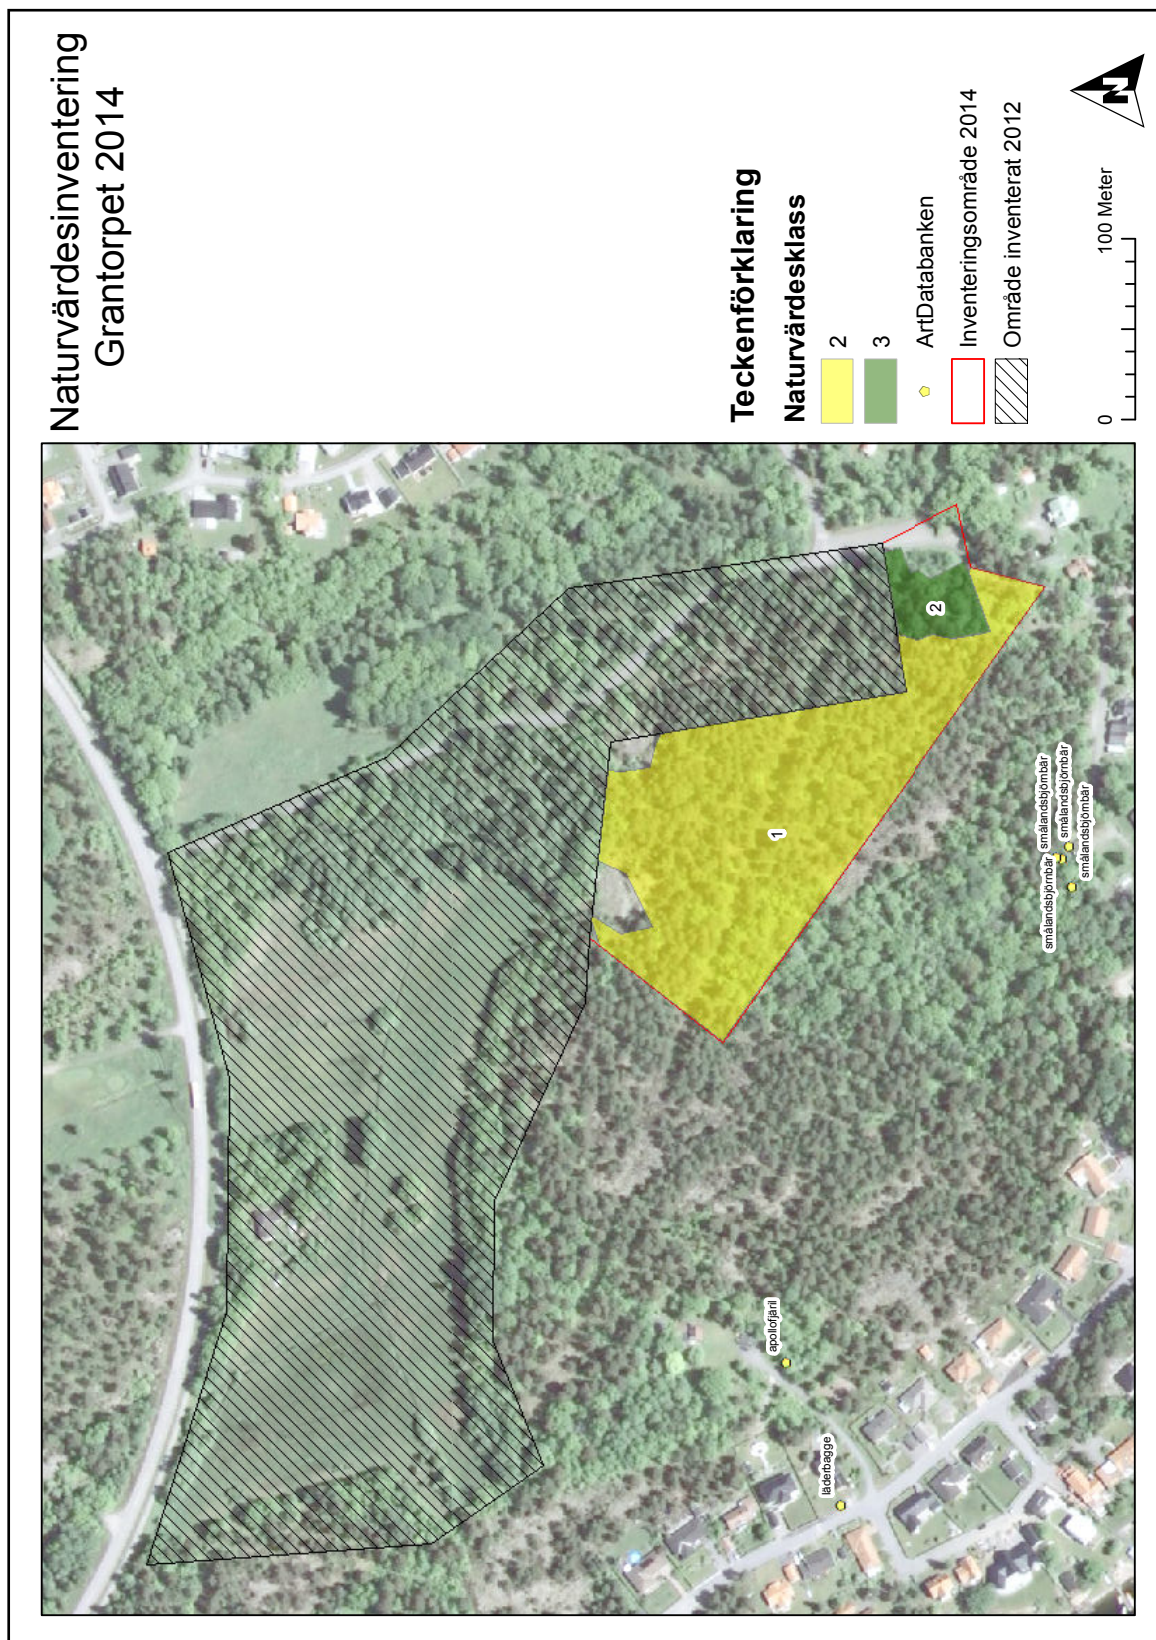 Naturvärdesinventering
Grantorpet 2014
Teckenförklaring
Naturvärdesklass
2
3
ArtDatabanken
Inventeringsområde 2014
Område inventerat 2012
0
100 Meter
N
1
2
läderbagge
apollofjäril
smålandsbjörnbär
smålandsbjörnbär
smålandsbjörnbär
smålandsbjörnbär